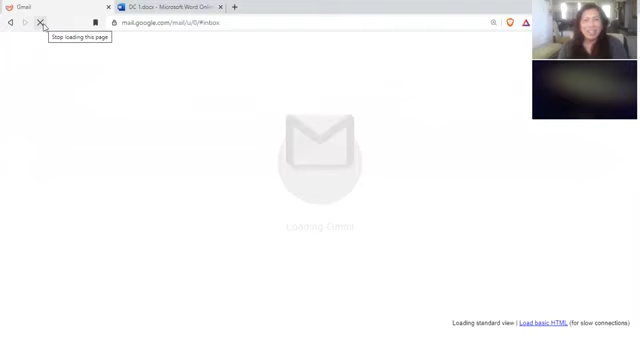 Gmail
DC 1.docx - Microsoft Word Onlin
mail.google.com/mail/u/0/#inbox
Stop loading this page
Loading Gmail
Loading standard view | Load basic HTML (for slow connections)